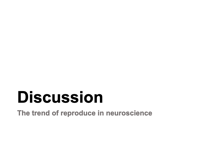 Discussion
The trend of reproduce in neuroscience